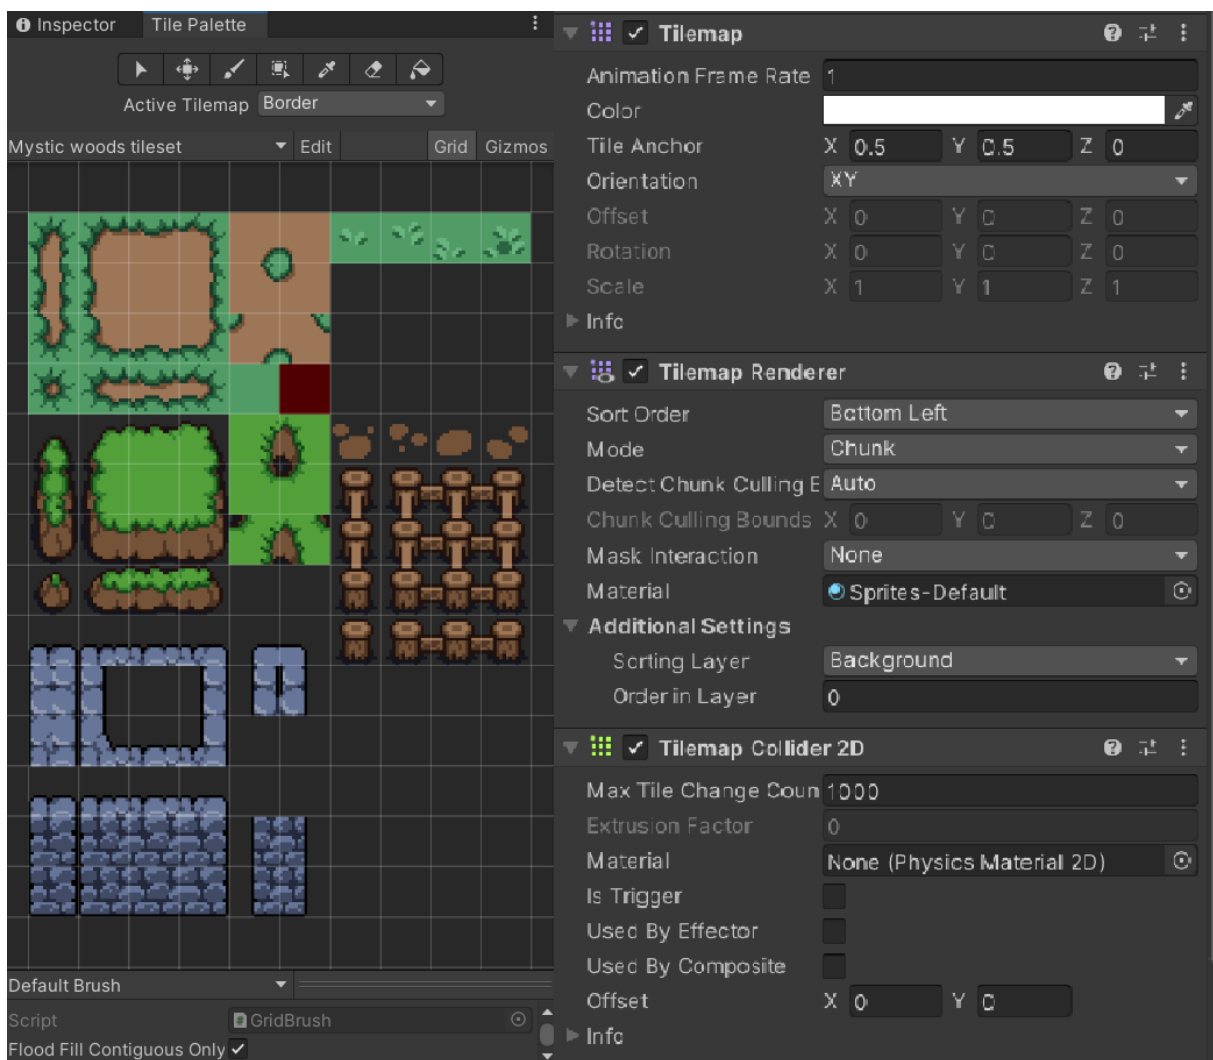 Inspector Tile Palette
Active Tilemap Border
Mystic woods tileset Edit Grid Gizmos
Default Brush
Script GridBrush
Flood Fill Contiguous Only
Tilemap
Animation Frame Rate 1
Color
Tile Anchor X 0.5 Y 0.5 Z 0
Orientation XY
Offset X 0 Y 0 Z 0
Rotation X 0 Y 0 Z 0
Scale X 1 Y 1 Z 1
Info
Tilemap Renderer
Sort Order Bottom Left
Mode Chunk
Detect Chunk Culling E Auto
Chunk Culling Bounds X 0 Y 0 Z 0
Mask Interaction None
Material Sprites-Default
Additional Settings
Sorting Layer Background
Order in Layer 0
Tilemap Collider 2D
Max Tile Change Coun 1000
Extrusion Factor 0
Material None (Physics Material 2D)
Is Trigger
Used By Effector
Used By Composite
Offset X 0 Y 0
Info